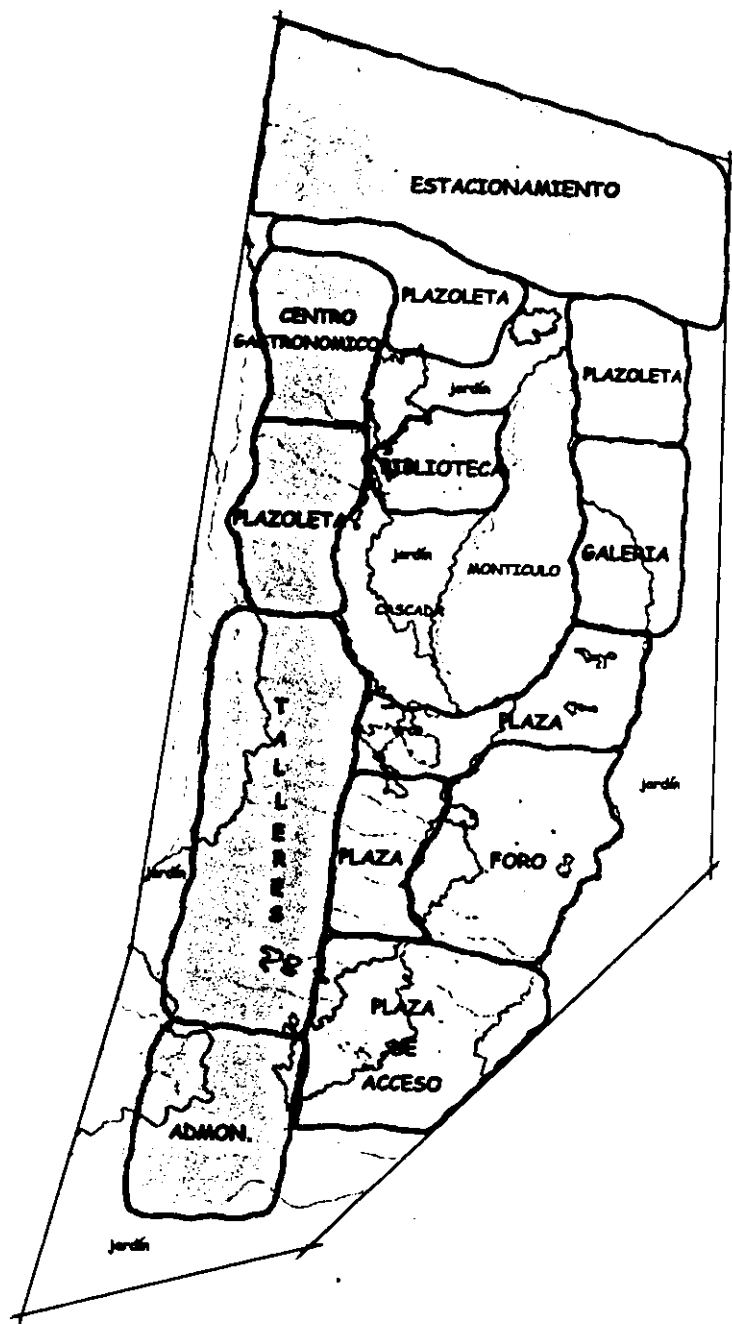 ESTACIONAMIENTO
PLAZOLETA
CENTRO
GASTRONOMICO
PLAZOLETA
jardín
BIBLIOTECA
PLAZOLETA
jardín
GALERIA
MONTICULO
CASCADA
TALLERES
PLAZA
jardín
PLAZA
FORO
jardín
PLAZA
DE
ACCESO
ADMON.
jardín